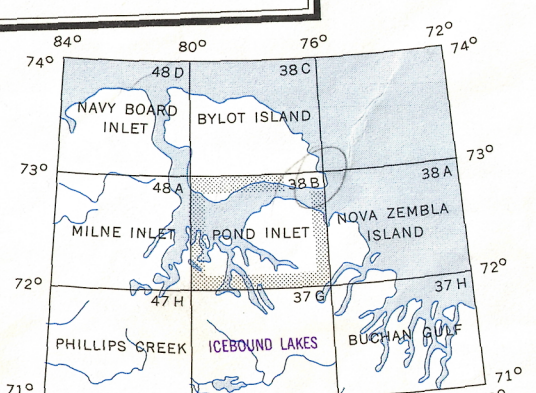 84°
80°
76°
72°
74°
74°
48 D
38 C
NAVY BOARD
INLET
BYLOT ISLAND
73°
73°
48 A
38 B
38 A
MILNE INLET
POND INLET
NOVA ZEMBLA
ISLAND
72°
72°
47 H
37 G
37 H
PHILLIPS CREEK
ICEBOUND LAKES
BUCHAN GULF
71°
71°